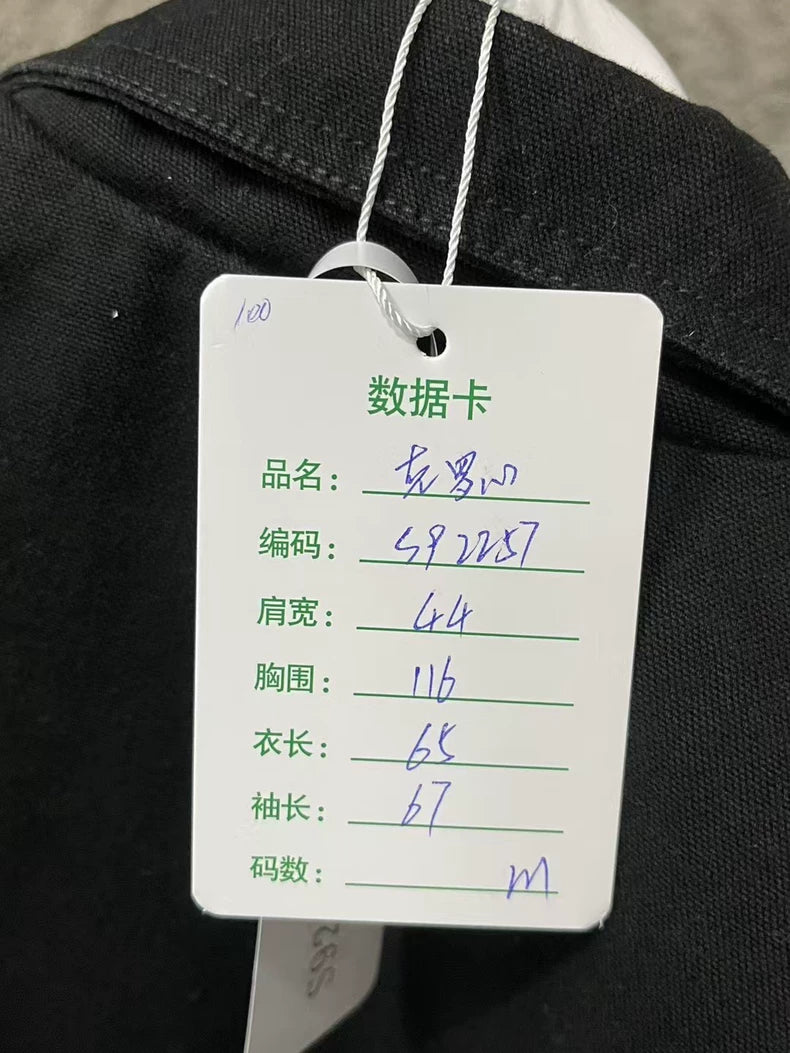 100
数据卡
品名: 克罗心
编码: S92257
肩宽: 44
胸围: 116
衣长: 65
袖长: 67
码数: M